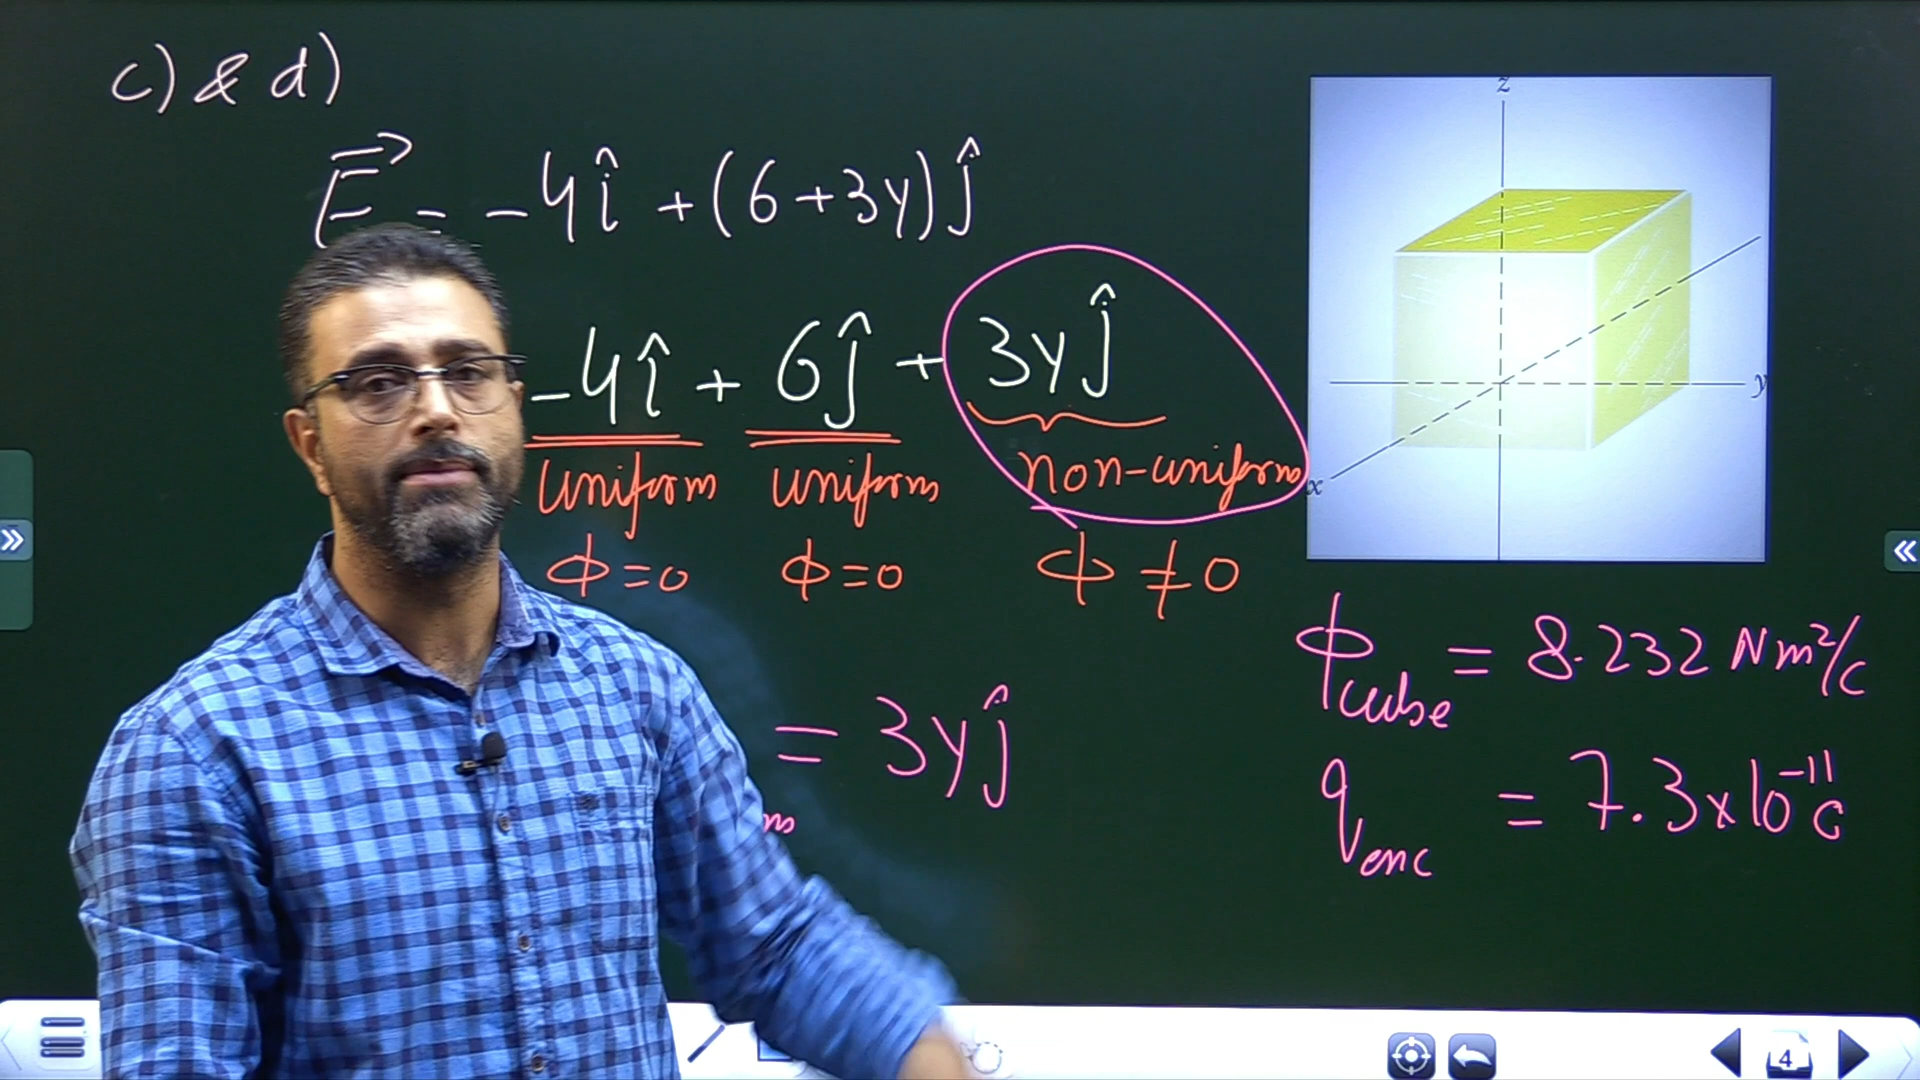 c) & d)
E = -4î + (6+3y)ĵ
-4î + 6ĵ + 3yĵ
uniform uniform non-uniform
Φ=0 Φ=0 Φ ≠ 0
= 3yĵ
z
y
x
Φcube = 8.232 Nm²/c
qenc = 7.3×10⁻¹¹ C
4